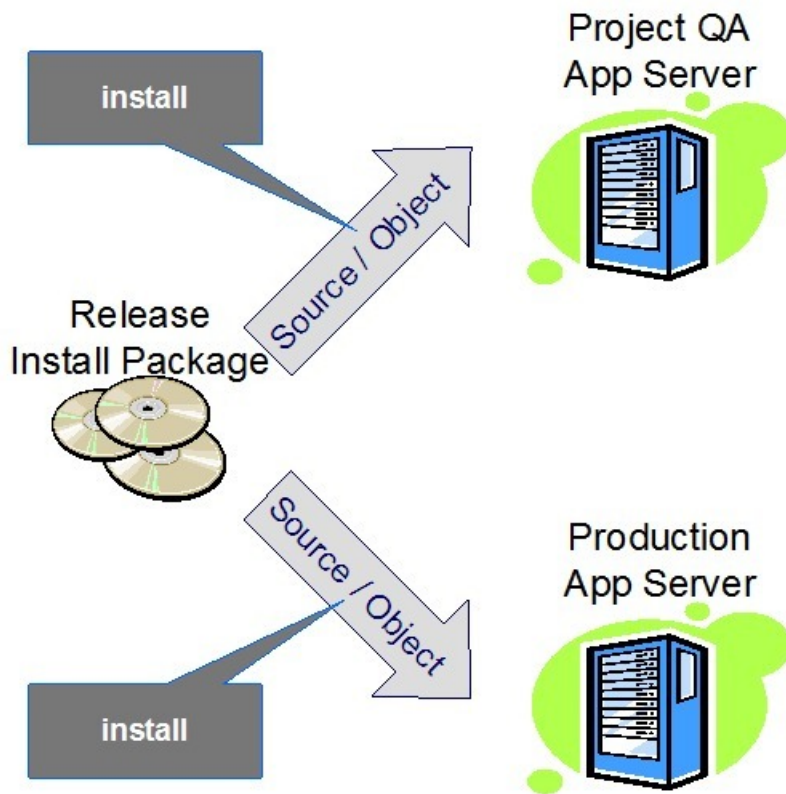 Project QA
App Server
install
Source / Object
Release
Install Package
Source / Object
Production
App Server
install